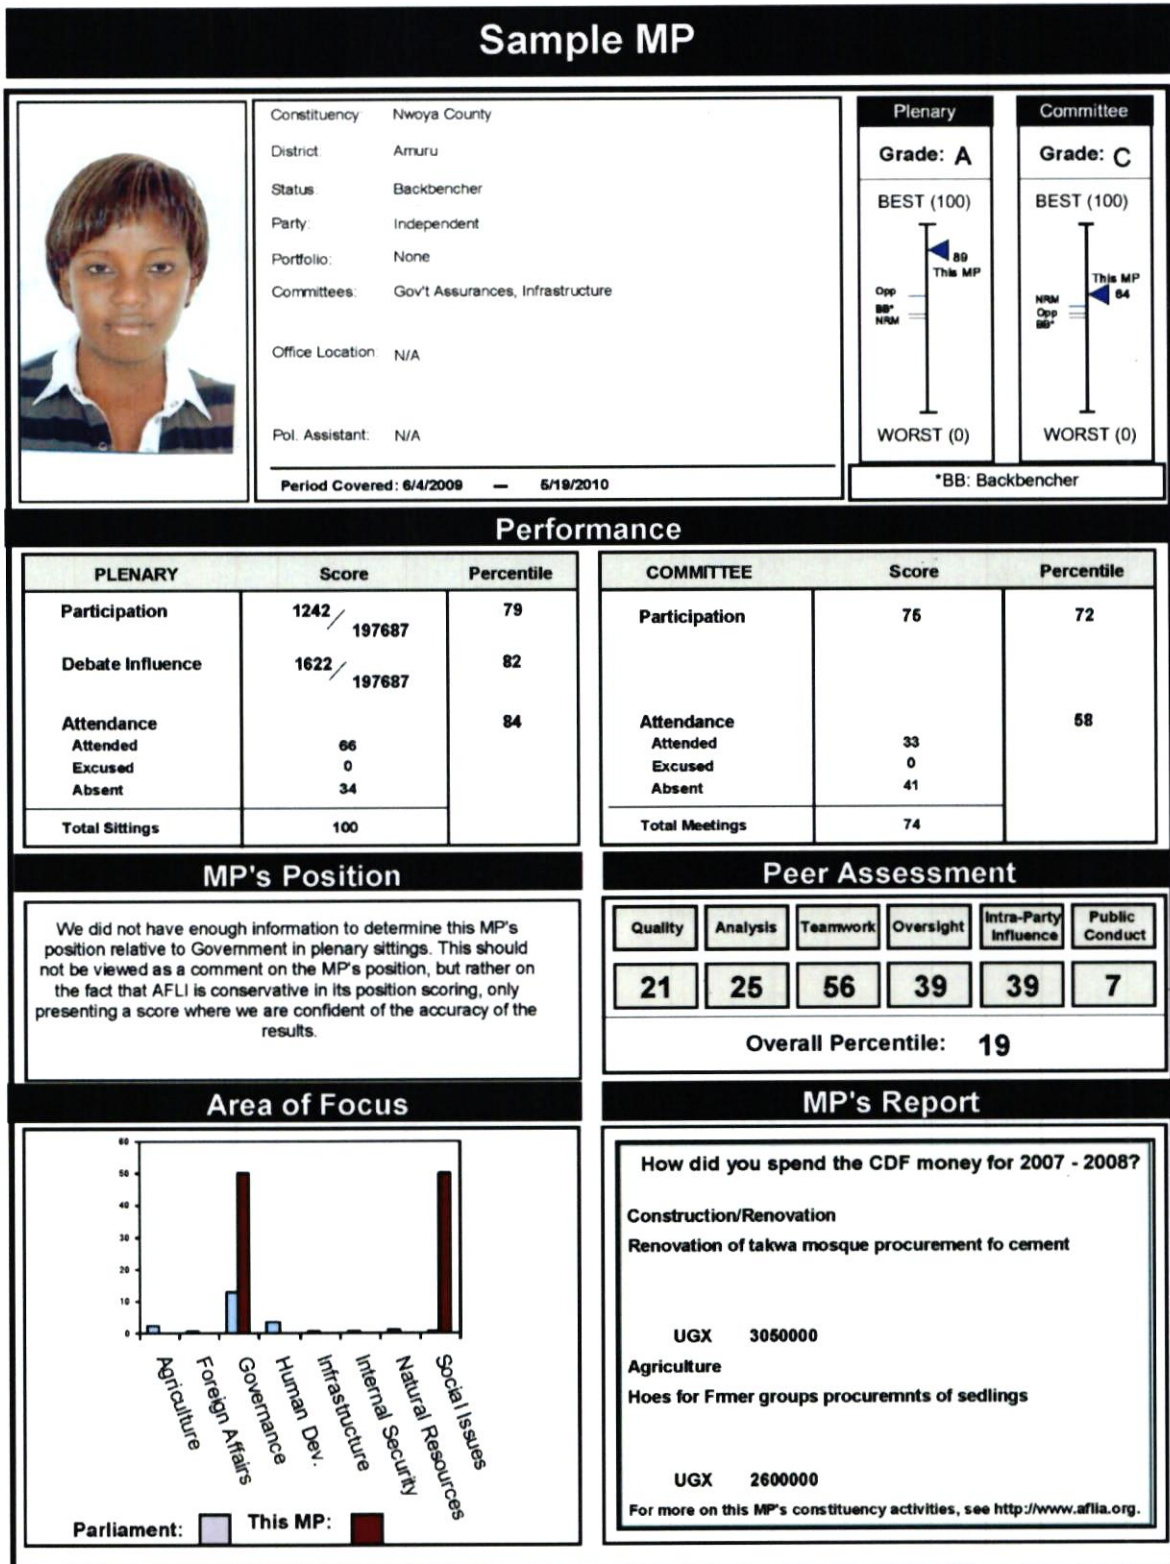 Sample MP
Constituency Nwoya County
District Amuru
Status Backbencher
Party: Independent
Portfolio: None
Committees: Gov't Assurances, Infrastructure
Office Location: N/A
Pol. Assistant: N/A
Period Covered: 6/4/2009 — 5/19/2010
Plenary
Grade: A
BEST (100)
89
This MP
Opp
BB*
NRM
WORST (0)
Committee
Grade: C
BEST (100)
This MP
64
NRM
Opp
BB*
WORST (0)
*BB: Backbencher
Performance
PLENARY Score Percentile
Participation 1242/197687 79
Debate Influence 1622/197687 82
Attendance 84
Attended 66
Excused 0
Absent 34
Total Sittings 100
COMMITTEE Score Percentile
Participation 75 72
Attendance 58
Attended 33
Excused 0
Absent 41
Total Meetings 74
MP's Position
We did not have enough information to determine this MP's
position relative to Government in plenary sittings. This should
not be viewed as a comment on the MP's position, but rather on
the fact that AFLI is conservative in its position scoring, only
presenting a score where we are confident of the accuracy of the
results.
Peer Assessment
Quality Analysis Teamwork Oversight Intra-Party Influence Public Conduct
21 25 56 39 39 7
Overall Percentile: 19
Area of Focus
60
50
40
30
20
10
0
Agriculture
Foreign Affairs
Governance
Human Dev.
Infrastructure
Internal Security
Natural Resources
Social Issues
Parliament: This MP:
MP's Report
How did you spend the CDF money for 2007 - 2008?
Construction/Renovation
Renovation of takwa mosque procurement fo cement
UGX 3050000
Agriculture
Hoes for Frmer groups procuremnts of sedlings
UGX 2600000
For more on this MP's constituency activities, see http://www.aflia.org.